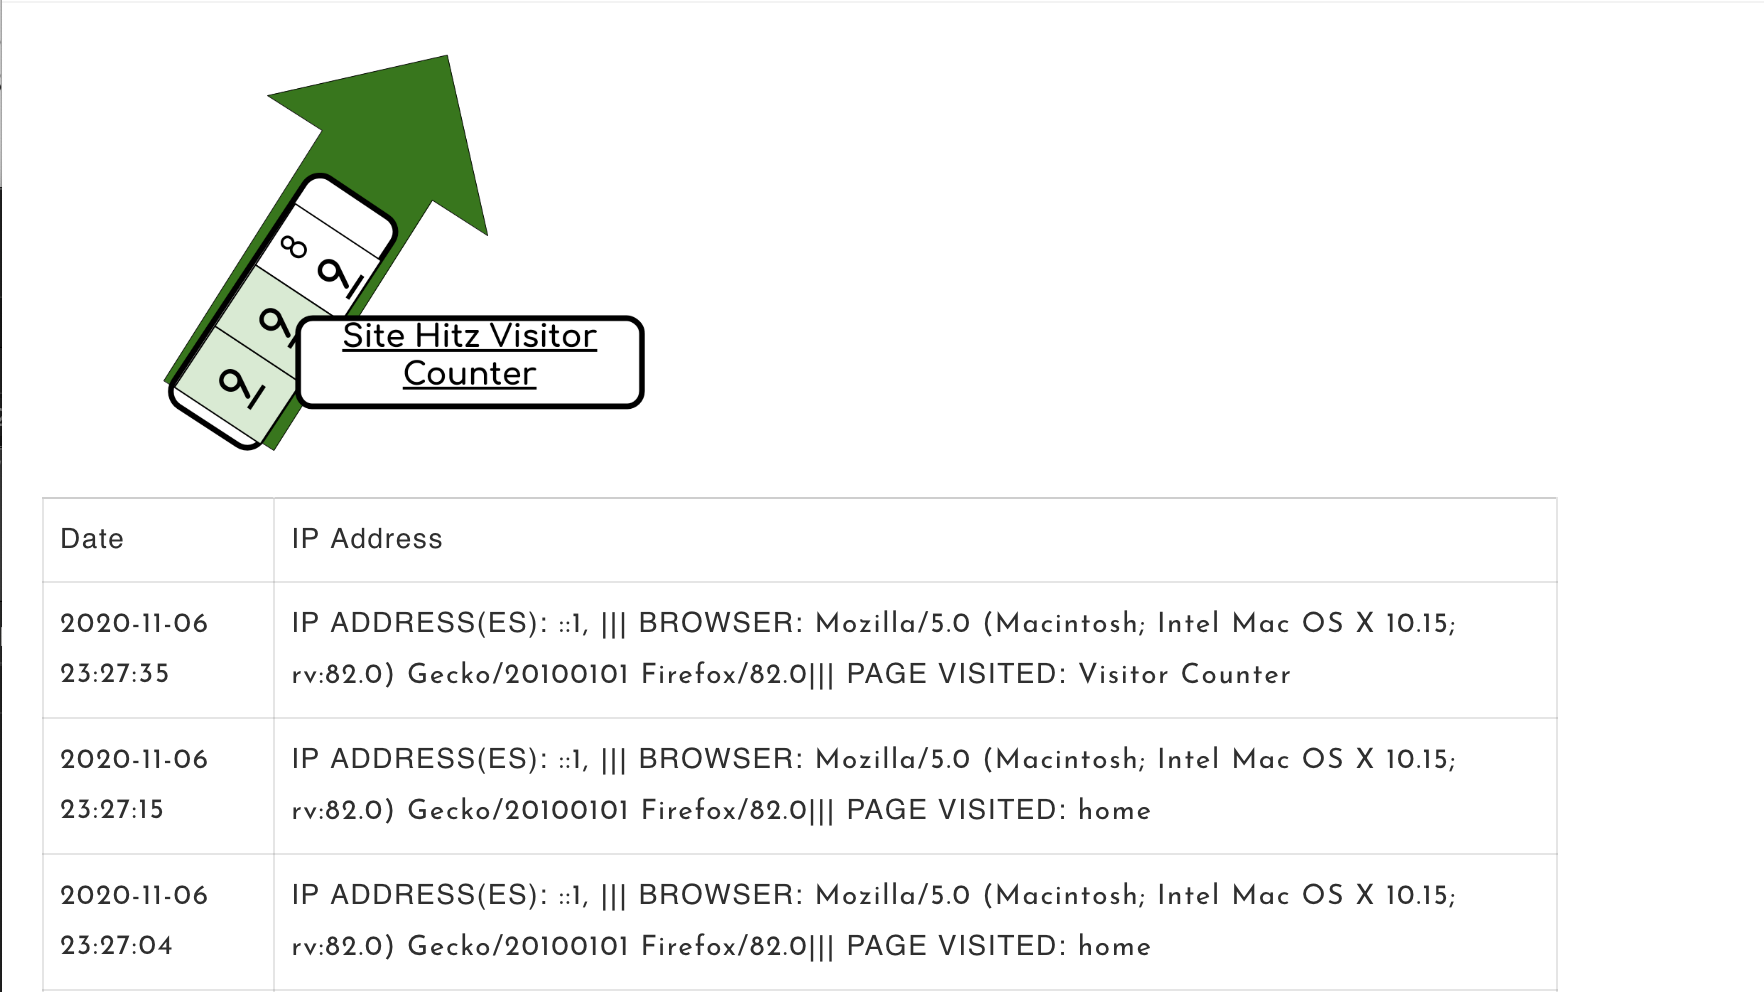 8
9
9
9
Site Hitz Visitor
Counter
Date
IP Address
2020-11-06
23:27:35
IP ADDRESS(ES): ::1, ||| BROWSER: Mozilla/5.0 (Macintosh; Intel Mac OS X 10.15;
rv:82.0) Gecko/20100101 Firefox/82.0||| PAGE VISITED: Visitor Counter
2020-11-06
23:27:15
IP ADDRESS(ES): ::1, ||| BROWSER: Mozilla/5.0 (Macintosh; Intel Mac OS X 10.15;
rv:82.0) Gecko/20100101 Firefox/82.0||| PAGE VISITED: home
2020-11-06
23:27:04
IP ADDRESS(ES): ::1, ||| BROWSER: Mozilla/5.0 (Macintosh; Intel Mac OS X 10.15;
rv:82.0) Gecko/20100101 Firefox/82.0||| PAGE VISITED: home